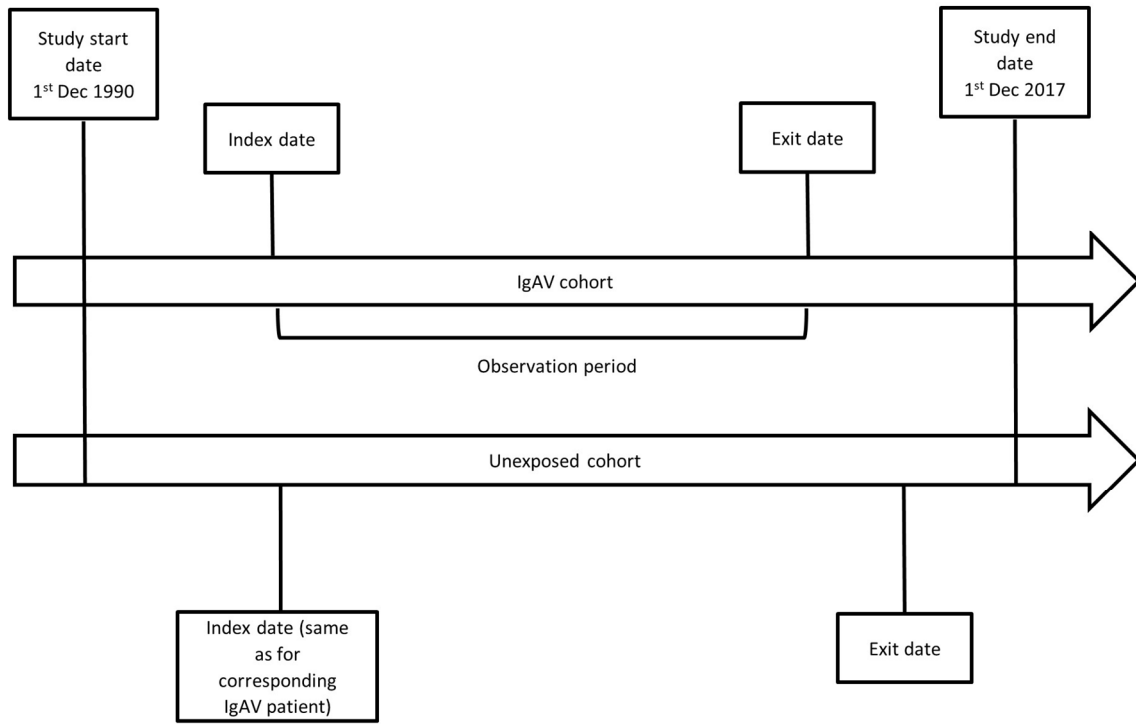 Study start
date
1st Dec 1990
Study end
date
1st Dec 2017
Index date
Exit date
IgAV cohort
Observation period
Unexposed cohort
Index date (same
as for
corresponding
IgAV patient)
Exit date